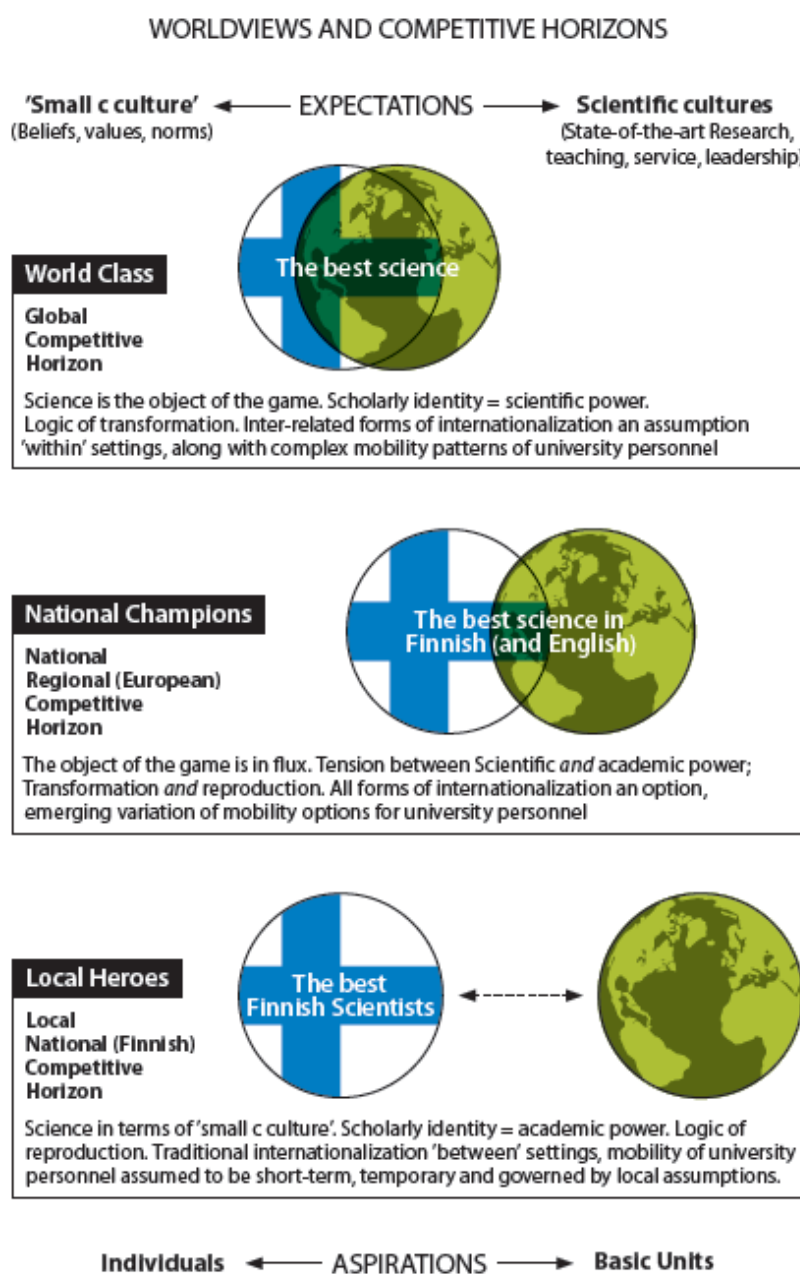 WORLDVIEWS AND COMPETITIVE HORIZONS
'Small c culture' EXPECTATIONS Scientific cultures
(Beliefs, values, norms) (State-of-the-art Research,
teaching, service, leadership)
The best science
World Class
Global
Competitive
Horizon
Science is the object of the game. Scholarly identity = scientific power.
Logic of transformation. Inter-related forms of internationalization an assumption
'within' settings, along with complex mobility patterns of university personnel
The best science in
Finnish (and English)
National Champions
National
Regional (European)
Competitive
Horizon
The object of the game is in flux. Tension between Scientific and academic power;
Transformation and reproduction. All forms of internationalization an option,
emerging variation of mobility options for university personnel
The best
Finnish Scientists
Local Heroes
Local
National (Finnish)
Competitive
Horizon
Science in terms of 'small c culture'. Scholarly identity = academic power. Logic of
reproduction. Traditional internationalization 'between' settings, mobility of university
personnel assumed to be short-term, temporary and governed by local assumptions.
Individuals ASPIRATIONS Basic Units